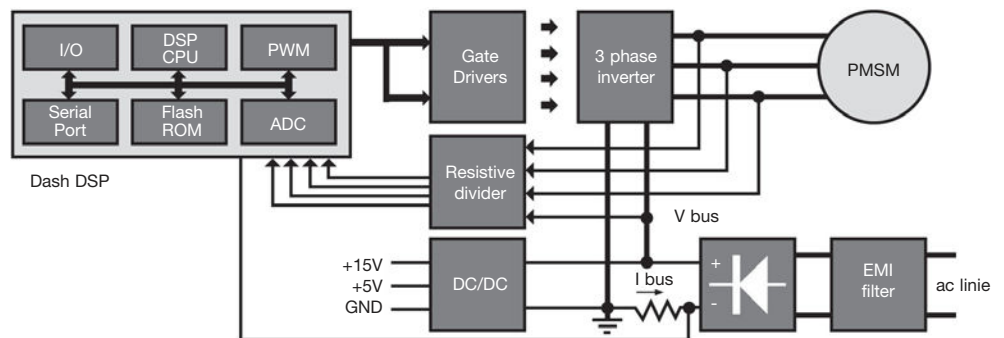 I/O
DSP
CPU
PWM
Serial
Port
Flash
ROM
ADC
Dash DSP
Gate
Drivers
3 phase
inverter
PMSM
Resistive
divider
V bus
+15V
+5V
GND
DC/DC
I bus
+
-
EMI
filter
ac linie